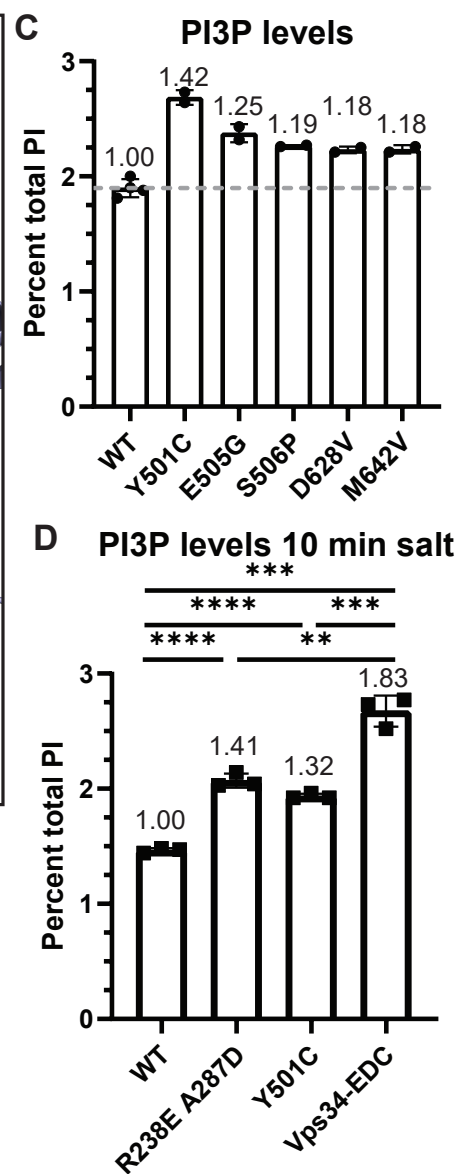 C
PI3P levels
Percent total PI
3
2
1
0
1.00
1.42
1.25
1.19
1.18
1.18
WT
Y501C
E505G
S506P
D628V
M642V
D
PI3P levels 10 min salt
***
**** ***
**** **
Percent total PI
3
2
1
0
1.00
1.41
1.32
1.83
WT
R238E A287D
Y501C
Vps34-EDC